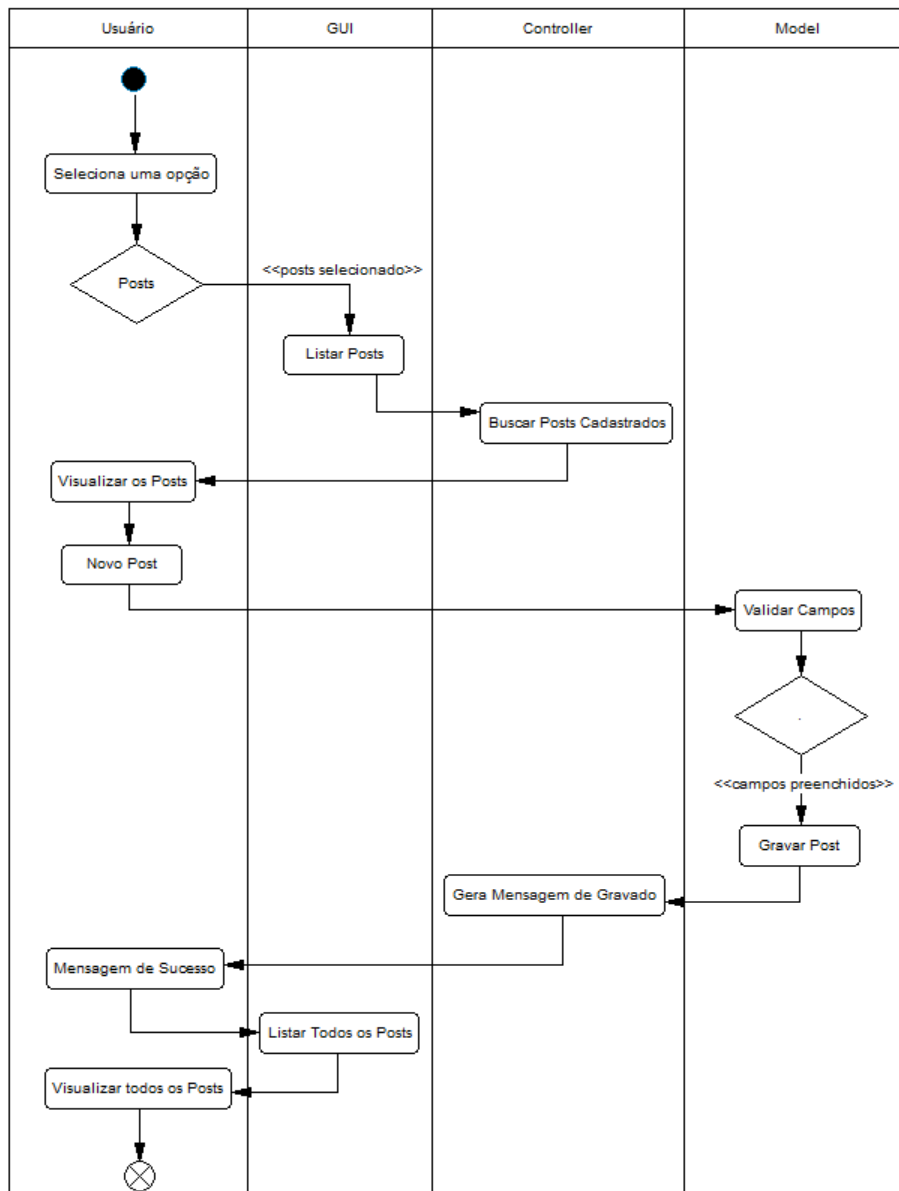 Usuário
GUI
Controller
Model
Seleciona uma opção
Posts
<<posts selecionado>>
Listar Posts
Buscar Posts Cadastrados
Visualizar os Posts
Novo Post
Validar Campos
.
<<campos preenchidos>>
Gravar Post
Gera Mensagem de Gravado
Mensagem de Sucesso
Listar Todos os Posts
Visualizar todos os Posts